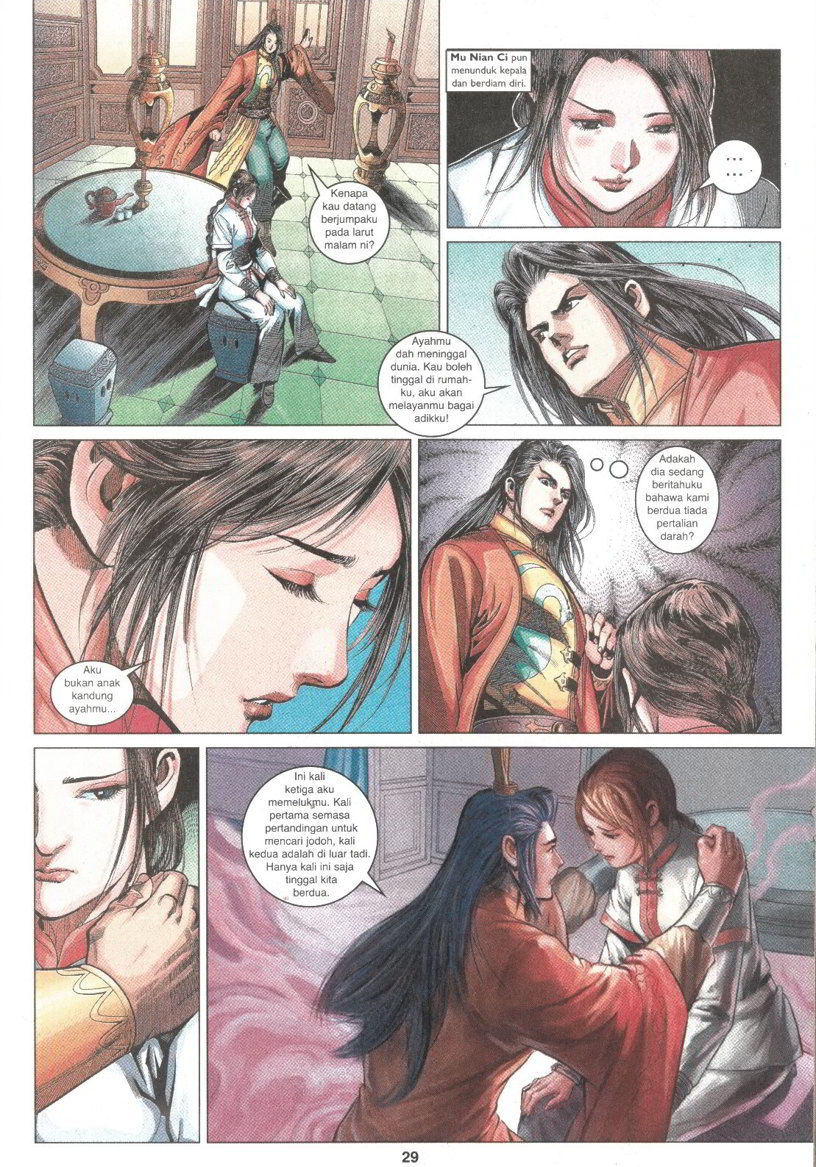 Kenapa
kau datang
berjumpaku
pada larut
malam ni?
Mu Nian Ci pun
menunduk kepala
dan berdiam diri.
...
...
Ayahmu
dah meninggal
dunia. Kau boleh
tinggal di rumah-
ku, aku akan
melayanmu bagai
adikku!
Aku
bukan anak
kandung
ayahmu...
Adakah
dia sedang
beritahuku
bahawa kami
berdua tiada
pertalian
darah?
Ini kali
ketiga aku
memelukmu. Kali
pertama semasa
pertandingan untuk
mencari jodoh, kali
kedua adalah di luar tadi.
Hanya kali ini saja
tinggal kita
berdua.
29